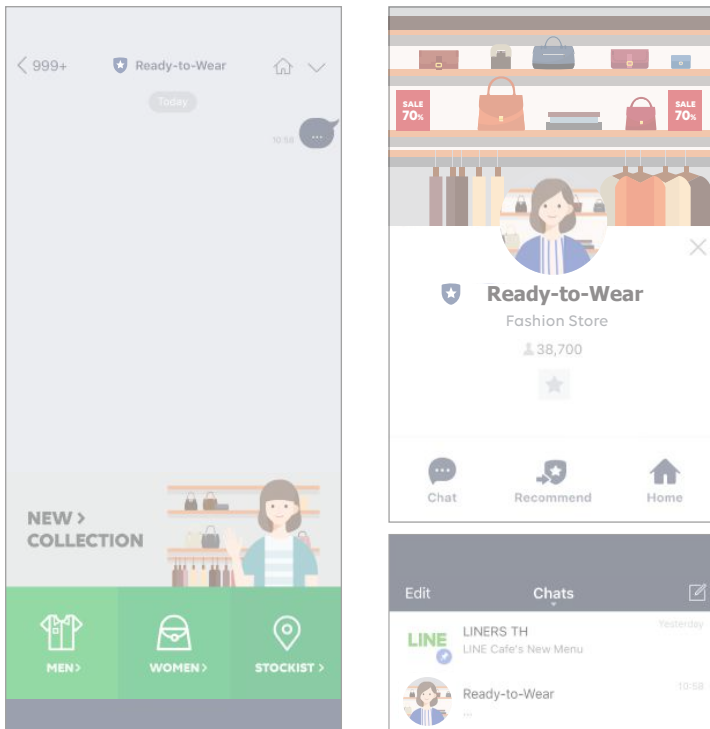 999+ Ready-to-Wear
Today
10:58 ...
NEW >
COLLECTION
MEN>
WOMEN>
STOCKIST >
SALE
70%
SALE
70%
Ready-to-Wear
Fashion Store
38,700
Chat
Recommend
Home
Edit
Chats
LINE
LINERS TH
Yesterday
LINE Cafe's New Menu
Ready-to-Wear
10:58
...